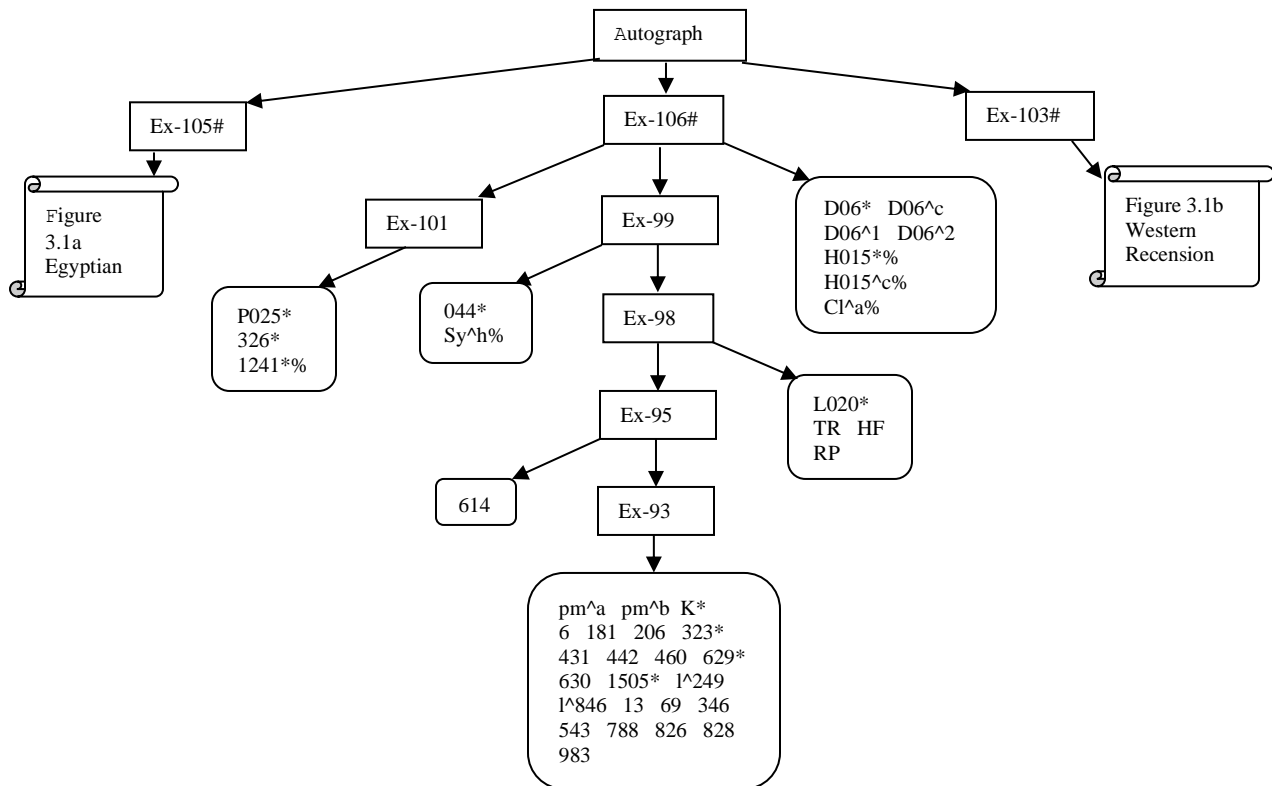 Autograph
Ex-105#
Ex-106#
Ex-103#
Figure
3.1a
Egyptian
Ex-101
Ex-99
D06* D06^c
D06^1 D06^2
H015*%
H015^c%
Cl^a%
Figure 3.1b
Western
Recension
P025*
326*
1241*%
044*
Sy^h%
Ex-98
Ex-95
L020*
TR HF
RP
614
Ex-93
pm^a pm^b K*
6 181 206 323*
431 442 460 629*
630 1505* l^249
l^846 13 69 346
543 788 826 828
983